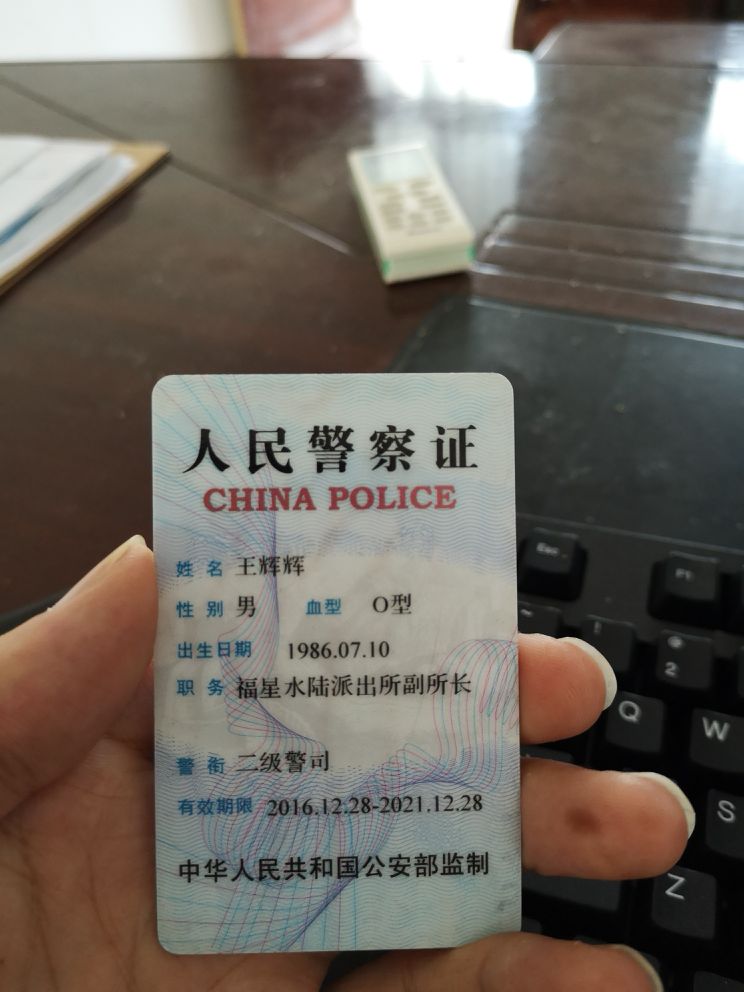 人民警察证
CHINA POLICE
姓名 王辉辉
性别 男 血型 O型
出生日期 1986.07.10
职务 福星水陆派出所副所长
警衔 二级警司
有效期限 2016.12.28-2021.12.28
中华人民共和国公安部监制
Esc
F1
~
!
@
2
Q
W
S
Z